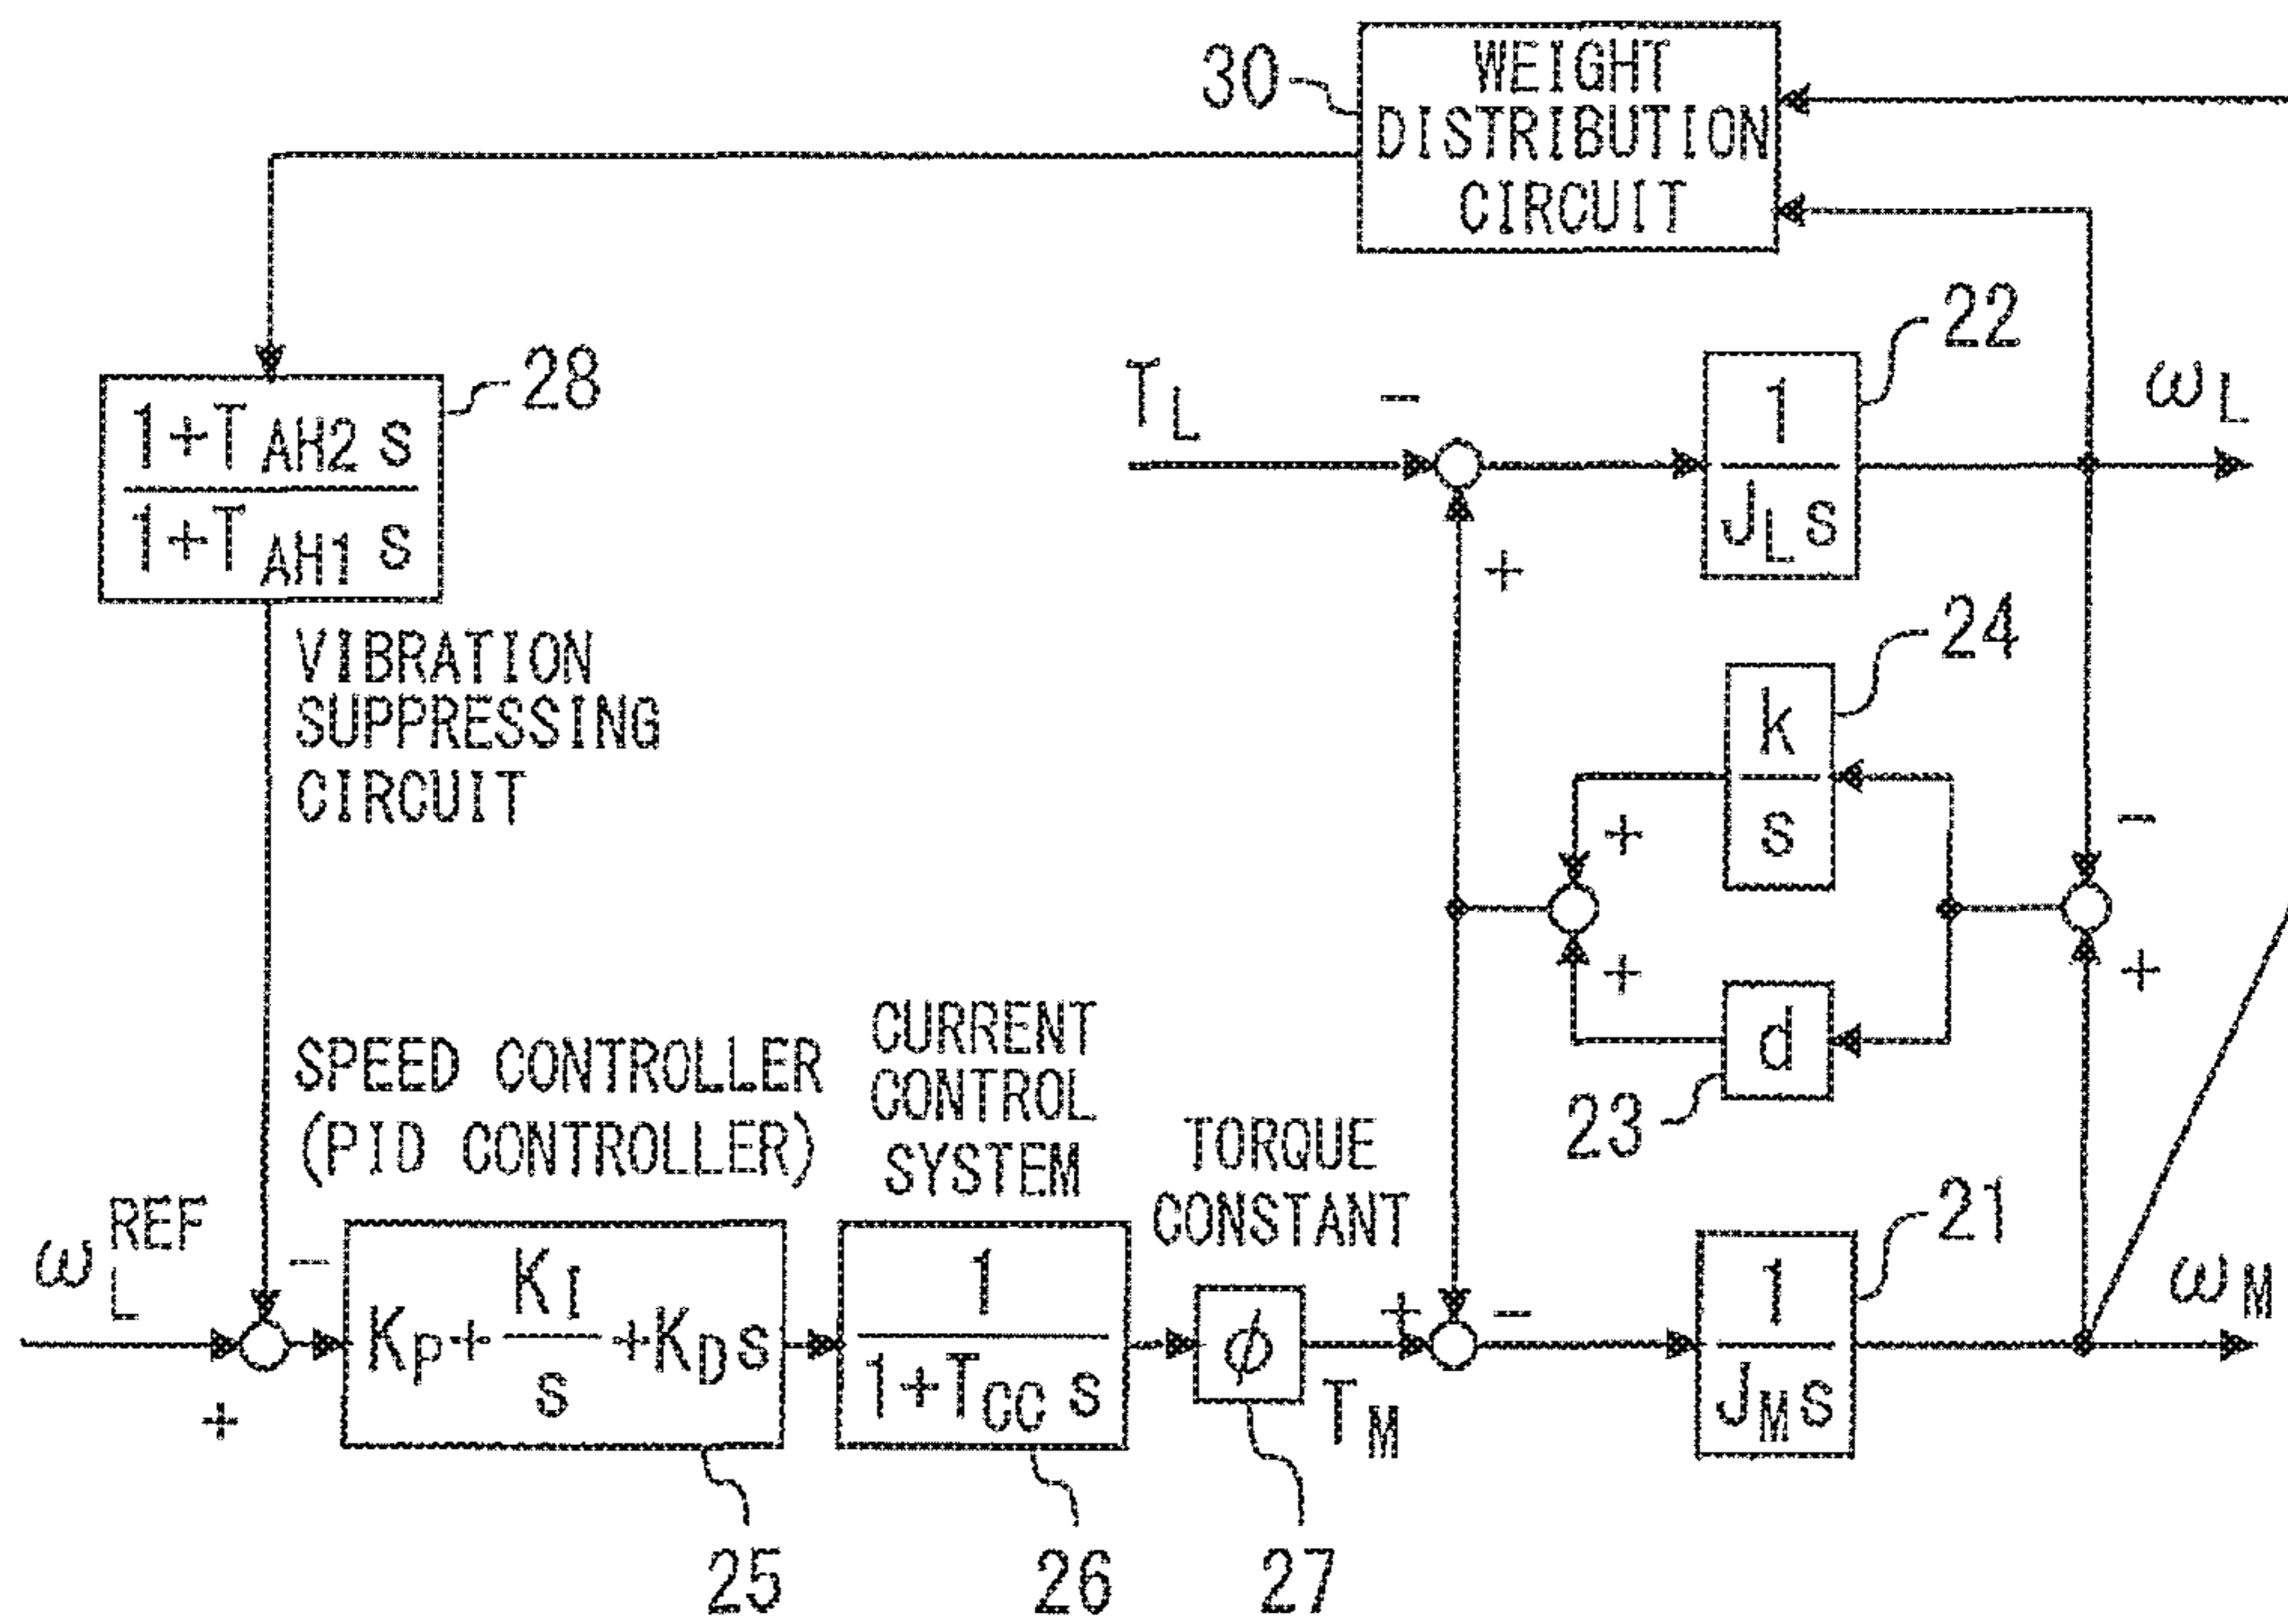 30
WEIGHT
DISTRIBUTION
CIRCUIT
22
28
1+T AH2 s
1+T AH1 s
T L
-
1
J L s
ω L
+
VIBRATION
SUPPRESSING
CIRCUIT
24
k
s
+
-
+
+
d
23
SPEED CONTROLLER
(PID CONTROLLER)
CURRENT
CONTROL
SYSTEM
TORQUE
CONSTANT
21
ω L REF
-
+
K P + K I / s + K D s
1
1+T CC s
φ
+
T M
-
1
J M s
ω M
25
26
27